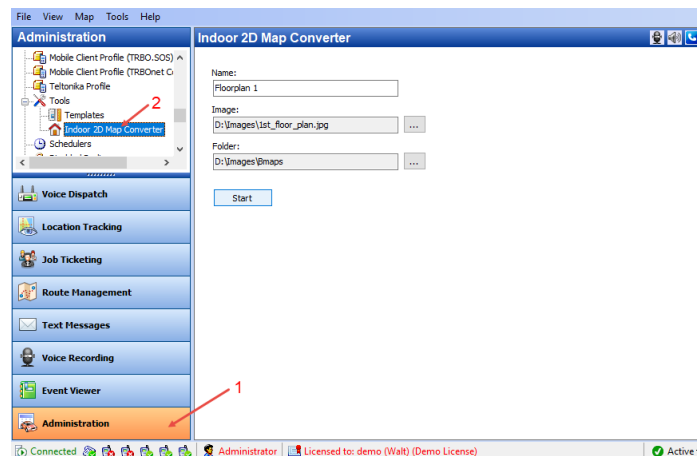 File View Map Tools Help
Administration
Indoor 2D Map Converter
Mobile Client Profile (TRBO.SOS)
Mobile Client Profile (TRBOnet C
Teltonika Profile
Tools
2
Templates
Indoor 2D Map Converter
Schedulers
Name:
Floorplan 1
Image:
D:\Images\1st_floor_plan.jpg
...
Folder:
D:\Images\Bmaps
...
Start
Voice Dispatch
Location Tracking
Job Ticketing
Route Management
Text Messages
Voice Recording
Event Viewer
1
Administration
Connected
Administrator
Licensed to: demo (Walt) (Demo License)
Active